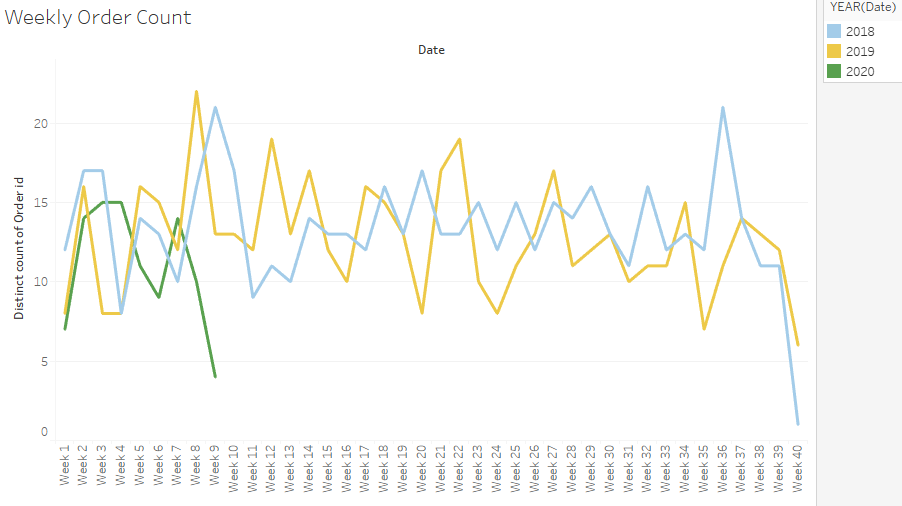 Weekly Order Count
YEAR(Date)
2018
2019
2020
Date
Distinct count of Order id
20
15
10
5
0
Week 1
Week 2
Week 3
Week 4
Week 5
Week 6
Week 7
Week 8
Week 9
Week 10
Week 11
Week 12
Week 13
Week 14
Week 15
Week 16
Week 17
Week 18
Week 19
Week 20
Week 21
Week 22
Week 23
Week 24
Week 25
Week 26
Week 27
Week 28
Week 29
Week 30
Week 31
Week 32
Week 33
Week 34
Week 35
Week 36
Week 37
Week 38
Week 39
Week 40